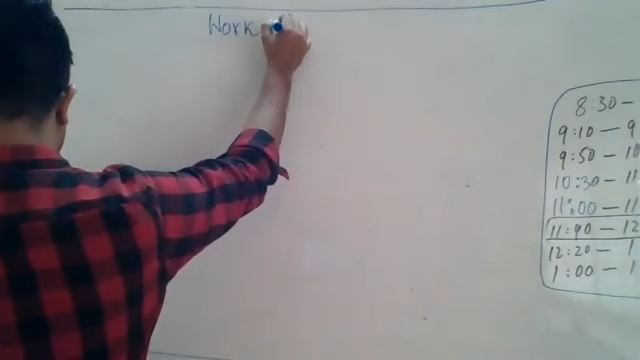 Work
8:30 –
9:10 – 9
9:50 – 10
10:30 – 11
11:00 – 11
11:40 – 12
12:20 – 1
1:00 – 1